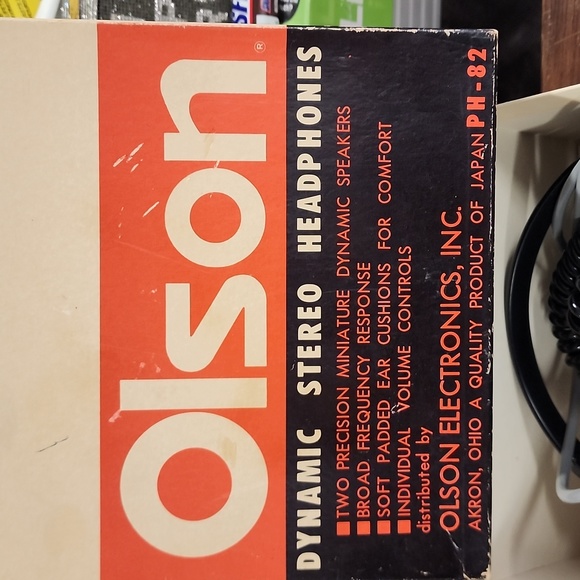 Olson®
DYNAMIC STEREO HEADPHONES
TWO PRECISION MINIATURE DYNAMIC SPEAKERS
BROAD FREQUENCY RESPONSE
SOFT PADDED EAR CUSHIONS FOR COMFORT
INDIVIDUAL VOLUME CONTROLS
distributed by
OLSON ELECTRONICS, INC.
AKRON, OHIO A QUALITY PRODUCT OF JAPAN PH-82